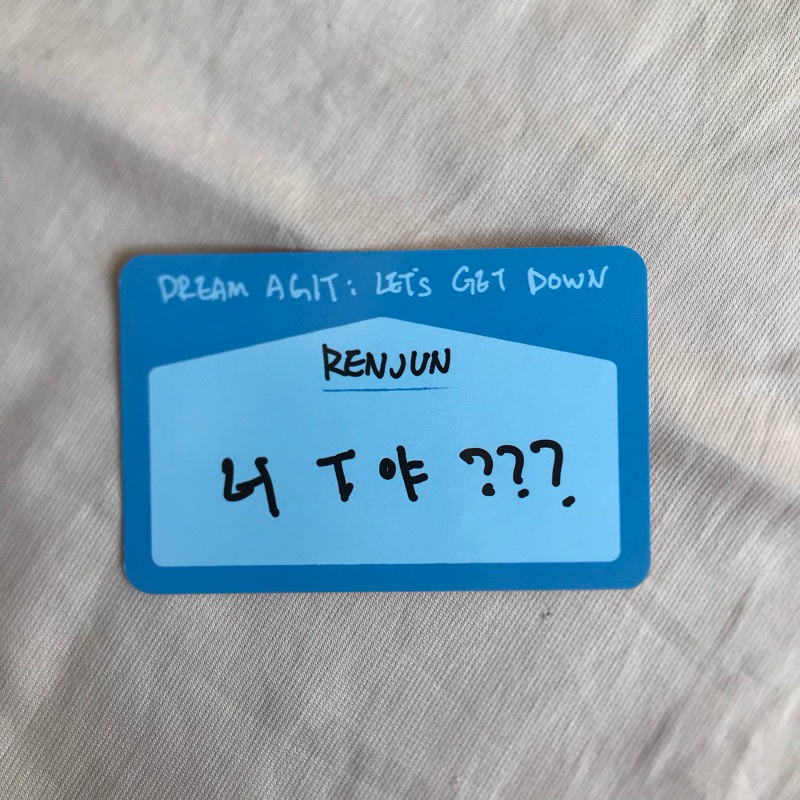 DREAM AGIT: LET'S GET DOWN
RENJUN
너 T야 ???